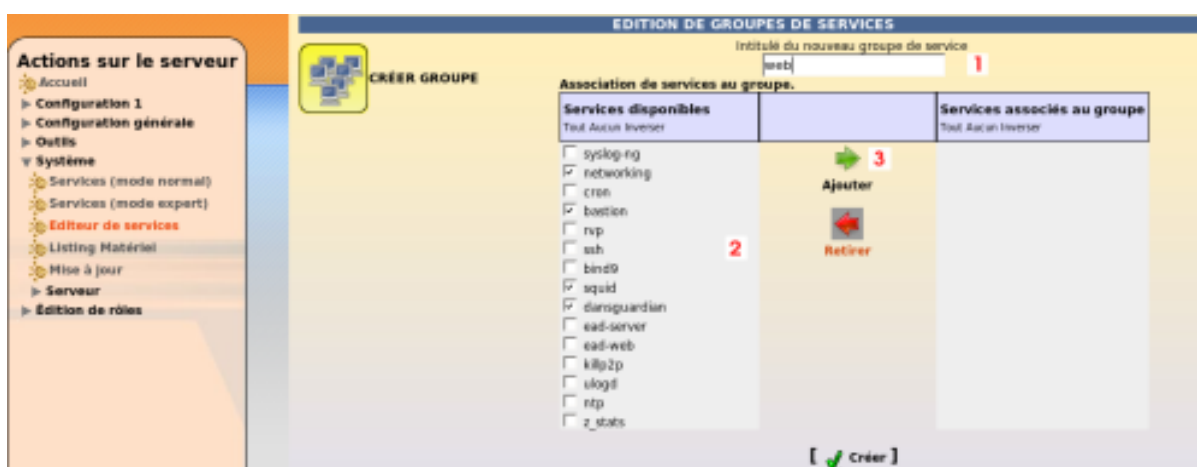 EDITION DE GROUPES DE SERVICES
Actions sur le serveur
Accueil
Configuration 1
Configuration générale
Outils
Système
Services (mode normal)
Services (mode expert)
Editeur de services
Listing Matériel
Mise à jour
Serveur
Édition de rôles
CRÉER GROUPE
Intitulé du nouveau groupe de service
web
1
Association de services au groupe.
Services disponibles
Tout Aucun Inverser
Services associés au groupe
Tout Aucun Inverser
syslog-ng
networking
cron
bastion
rvp
ssh
bind9
squid
dansguardian
ead-server
ead-web
killp2p
ulogd
ntp
z_stats
2
3
Ajouter
Retirer
[ Créer ]